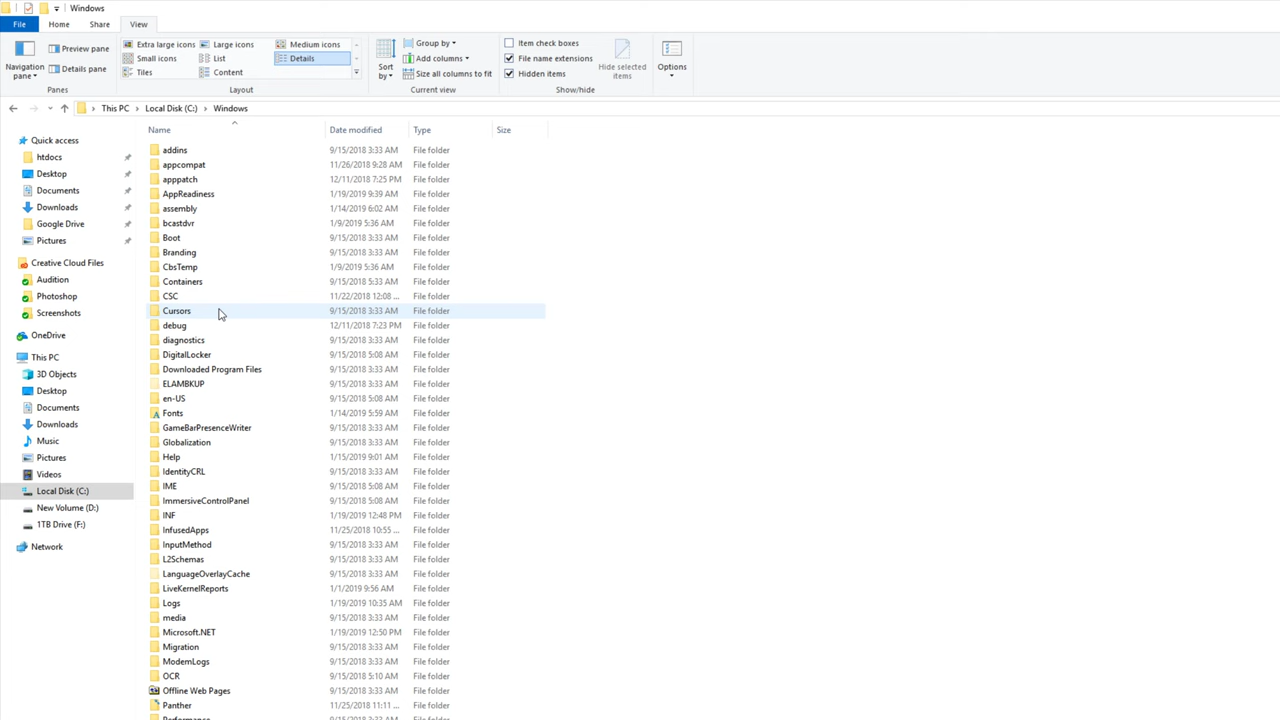 Windows
File Home Share View
Navigation pane
Preview pane
Details pane
Panes
Extra large icons Large icons Medium icons
Small icons List Details
Tiles Content
Layout
Sort by
Group by
Add columns
Size all columns to fit
Current view
Item check boxes
File name extensions
Hidden items
Hide selected items
Show/hide
Options
This PC Local Disk (C:) Windows
Quick access
htdocs
Desktop
Documents
Downloads
Google Drive
Pictures
Creative Cloud Files
Audition
Photoshop
Screenshots
OneDrive
This PC
3D Objects
Desktop
Documents
Downloads
Music
Pictures
Videos
Local Disk (C:)
New Volume (D:)
1TB Drive (F:)
Network
Name Date modified Type Size
addins 9/15/2018 3:33 AM File folder
appcompat 11/26/2018 9:28 AM File folder
apppatch 12/11/2018 7:25 PM File folder
AppReadiness 1/19/2019 9:39 AM File folder
assembly 1/14/2019 6:02 AM File folder
bcastdvr 1/9/2019 5:36 AM File folder
Boot 9/15/2018 3:33 AM File folder
Branding 9/15/2018 3:33 AM File folder
CbsTemp 1/9/2019 5:36 AM File folder
Containers 9/15/2018 5:33 AM File folder
CSC 11/22/2018 12:08 ... File folder
Cursors 9/15/2018 3:33 AM File folder
debug 12/11/2018 7:23 PM File folder
diagnostics 9/15/2018 3:33 AM File folder
DigitalLocker 9/15/2018 5:08 AM File folder
Downloaded Program Files 9/15/2018 3:33 AM File folder
ELAMBKUP 9/15/2018 3:33 AM File folder
en-US 9/15/2018 5:08 AM File folder
Fonts 1/14/2019 5:59 AM File folder
GameBarPresenceWriter 9/15/2018 3:33 AM File folder
Globalization 9/15/2018 3:33 AM File folder
Help 1/15/2019 9:01 AM File folder
IdentityCRL 9/15/2018 3:33 AM File folder
IME 9/15/2018 5:08 AM File folder
ImmersiveControlPanel 9/15/2018 5:08 AM File folder
INF 1/19/2019 12:48 PM File folder
InfusedApps 11/25/2018 10:55 ... File folder
InputMethod 9/15/2018 3:33 AM File folder
L2Schemas 9/15/2018 3:33 AM File folder
LanguageOverlayCache 9/15/2018 3:33 AM File folder
LiveKernelReports 1/1/2019 9:56 AM File folder
Logs 1/19/2019 10:35 AM File folder
media 9/15/2018 3:33 AM File folder
Microsoft.NET 1/19/2019 12:50 PM File folder
Migration 9/15/2018 3:33 AM File folder
ModemLogs 9/15/2018 3:33 AM File folder
OCR 9/15/2018 5:10 AM File folder
Offline Web Pages 9/15/2018 3:33 AM File folder
Panther 11/25/2018 11:11 ... File folder
Performance 9/15/2018 3:33 AM File folder